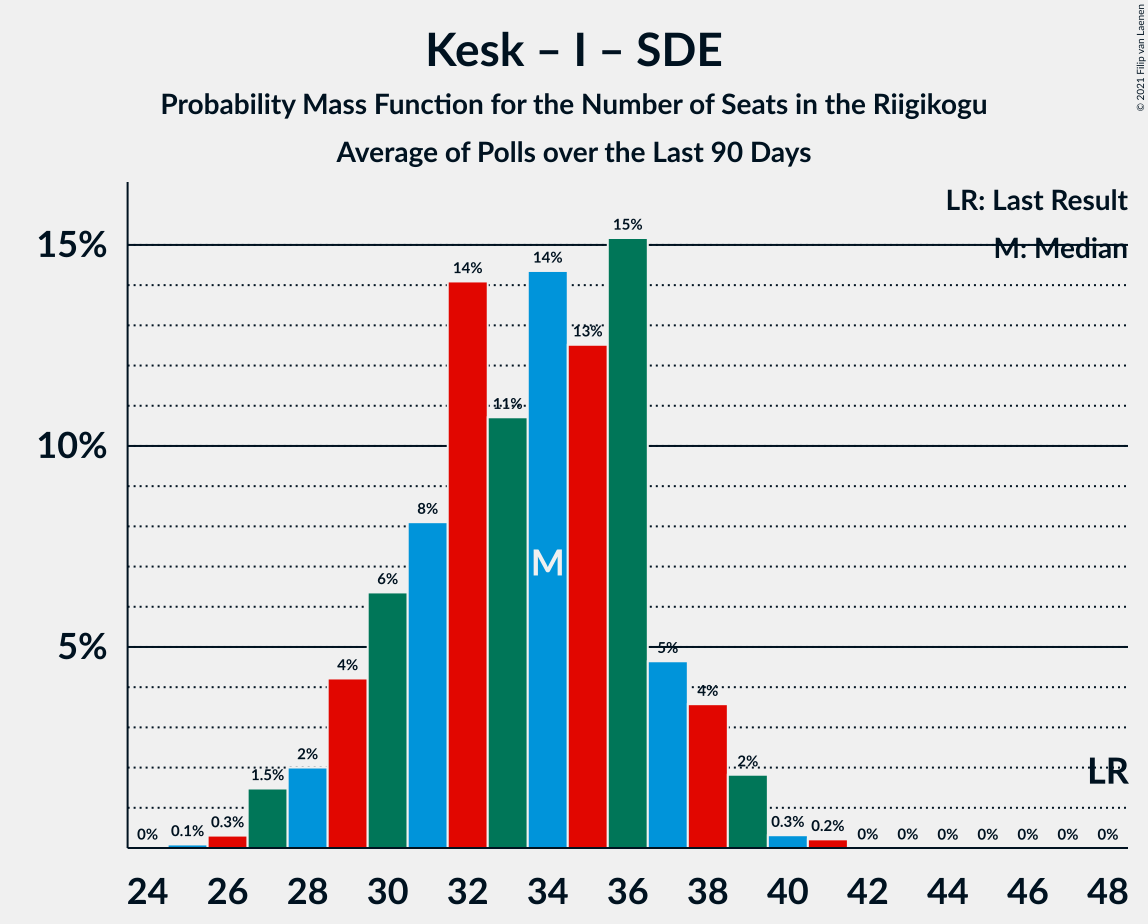 Kesk – I – SDE
Probability Mass Function for the Number of Seats in the Riigikogu
Average of Polls over the Last 90 Days
© 2021 Filip van Laenen
LR: Last Result
M: Median
15%
10%
5%
0% 0.1% 0.3% 1.5% 2% 4% 6% 8% 14% 11% 14% 13% 15% 5% 4% 2% 0.3% 0.2% 0% 0% 0% 0% 0% 0% 0%
M
LR
24 26 28 30 32 34 36 38 40 42 44 46 48